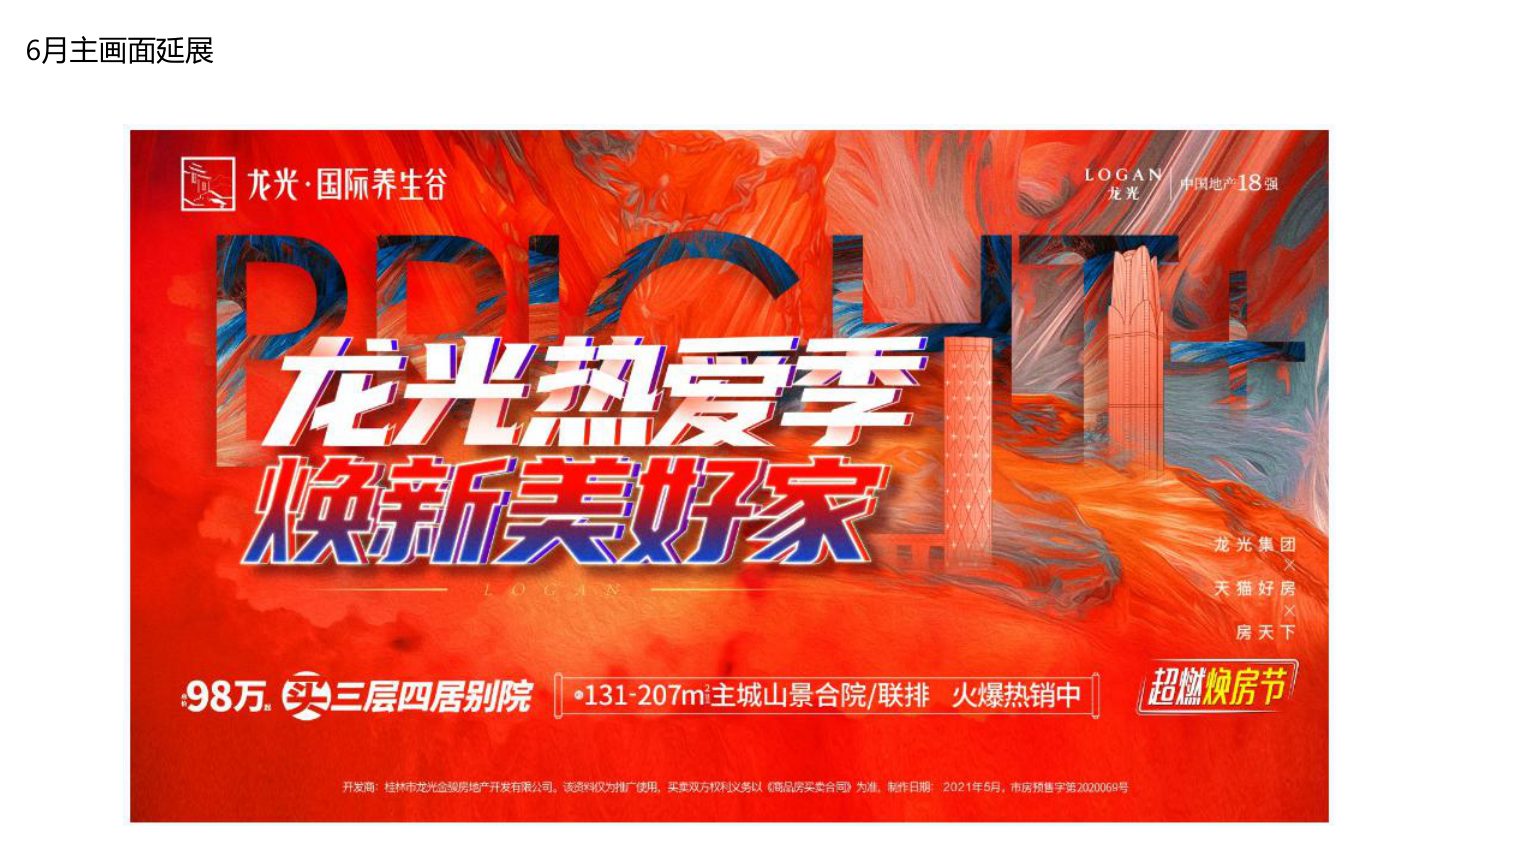 6月主画面延展
龙光·国际养生谷
LOGAN
龙光
中国地产18强
BRIGHT+
龙光热爱季
焕新美好家
LOGAN
龙光集团
×
天猫好房
×
房天下
98万起 买三层四居别院
131-207m²主城山景合院/联排 火爆热销中
超燃焕房节
开发商：桂林市龙光金骏房地产开发有限公司。该资料仅为推广使用，买卖双方权利义务以《商品房买卖合同》为准。制作日期： 2021年5月，市房预售字第2020069号